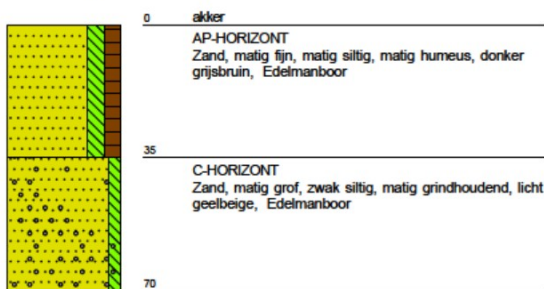 0 akker
AP-HORIZONT
Zand, matig fijn, matig siltig, matig humeus, donker
grijsbruin, Edelmanboor
35
C-HORIZONT
Zand, matig grof, zwak siltig, matig grindhoudend, licht
geelbeige, Edelmanboor
70